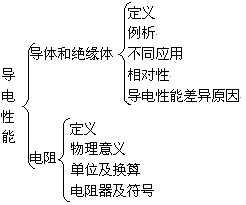 导电性能
导体和绝缘体
定义
例析
不同应用
相对性
导电性能差异原因
电阻
定义
物理意义
单位及换算
电阻器及符号